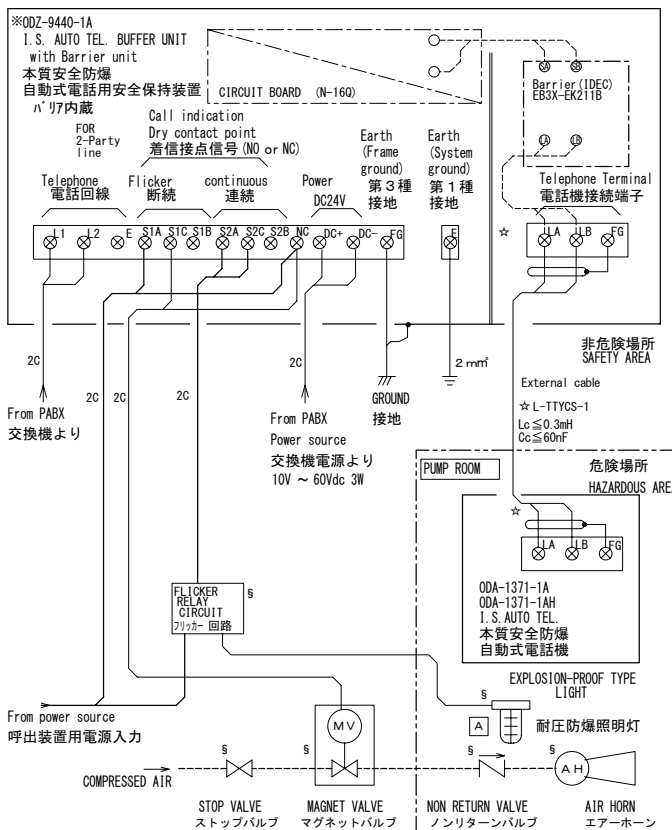 ※ODZ-9440-1A
I.S. AUTO TEL. BUFFER UNIT
with Barrier unit
本質安全防爆
自動式電話用安全保持装置
バリア内蔵
CIRCUIT BOARD (N-16Q)
SA SB
Barrier(IDEC)
EB3X-EK211B
LA LB
FOR
2-Party
line
Call indication
Dry contact point
着信接点信号(NO or NC)
Telephone
電話回線
Flicker
断続
continuous
連続
Power
DC24V
Earth
(Frame
ground)
第3種
接地
Earth
(System
ground)
第1種
接地
Telephone Terminal
電話機接続端子
L1 L2 E S1A S1C S1B S2A S2C S2B NC DC+ DC- FG
E
☆
LA LB FG
非危険場所
SAFETY AREA
2C
2C
2C
2C
2C
2㎟
From PABX
交換機より
From PABX
Power source
交換機電源より
10V ～ 60Vdc 3W
GROUND
接地
External cable
☆L-TTYCS-1
Lc≦0.3mH
Cc≦60nF
PUMP ROOM
危険場所
HAZARDOUS AREA
☆
LA LB FG
ODA-1371-1A
ODA-1371-1AH
I.S.AUTO TEL.
本質安全防爆
自動式電話機
FLICKER
RELAY
CIRCUIT
フリッカー 回路
§
From power source
呼出装置用電源入力
EXPLOSION-PROOF TYPE
LIGHT
耐圧防爆照明灯
§
A
MV
COMPRESSED AIR
§
§
§
§
AH
STOP VALVE
ストップバルブ
MAGNET VALVE
マグネットバルブ
NON RETURN VALVE
ノンリターンバルブ
AIR HORN
エアーホーン